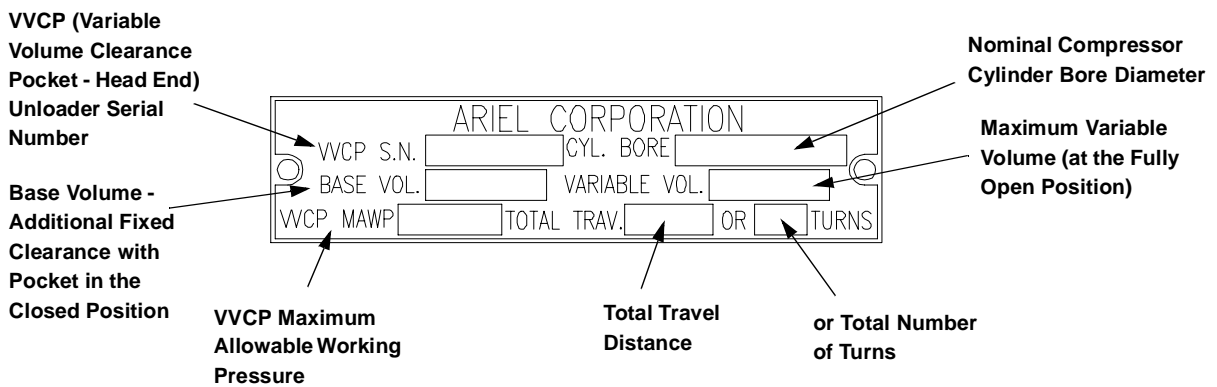 VVCP (Variable
Volume Clearance
Pocket - Head End)
Unloader Serial
Number
Base Volume -
Additional Fixed
Clearance with
Pocket in the
Closed Position
ARIEL CORPORATION
VVCP S.N. CYL. BORE
BASE VOL. VARIABLE VOL.
VVCP MAWP TOTAL TRAV. OR TURNS
Nominal Compressor
Cylinder Bore Diameter
Maximum Variable
Volume (at the Fully
Open Position)
VVCP Maximum
Allowable Working
Pressure
Total Travel
Distance
or Total Number
of Turns